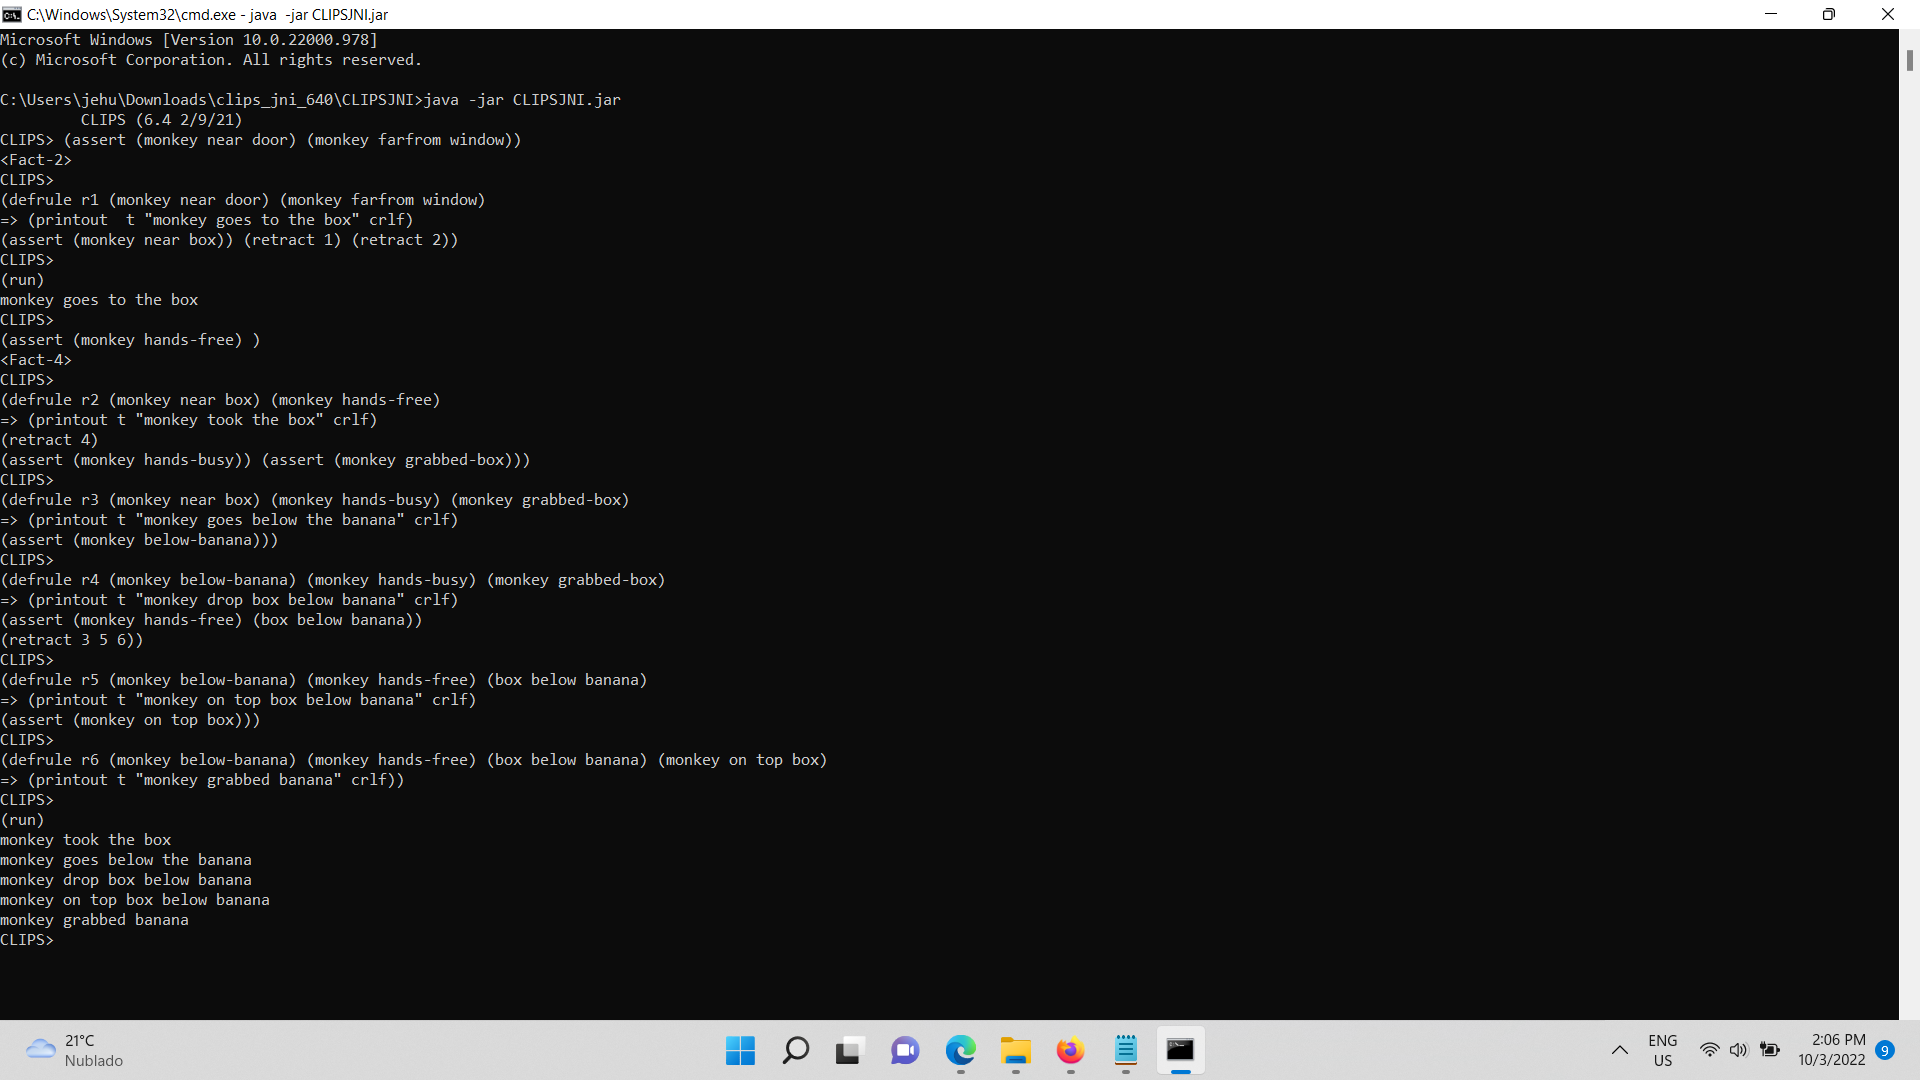 C:\Windows\System32\cmd.exe - java  -jar CLIPSJNI.jar
Microsoft Windows [Version 10.0.22000.978]
(c) Microsoft Corporation. All rights reserved.
C:\Users\jehu\Downloads\clips_jni_640\CLIPSJNI>java -jar CLIPSJNI.jar
         CLIPS (6.4 2/9/21)
CLIPS> (assert (monkey near door) (monkey farfrom window))
<Fact-2>
CLIPS>
(defrule r1 (monkey near door) (monkey farfrom window)
=> (printout  t "monkey goes to the box" crlf)
(assert (monkey near box)) (retract 1) (retract 2))
CLIPS>
(run)
monkey goes to the box
CLIPS>
(assert (monkey hands-free) )
<Fact-4>
CLIPS>
(defrule r2 (monkey near box) (monkey hands-free)
=> (printout t "monkey took the box" crlf)
(retract 4)
(assert (monkey hands-busy)) (assert (monkey grabbed-box)))
CLIPS>
(defrule r3 (monkey near box) (monkey hands-busy) (monkey grabbed-box)
=> (printout t "monkey goes below the banana" crlf)
(assert (monkey below-banana)))
CLIPS>
(defrule r4 (monkey below-banana) (monkey hands-busy) (monkey grabbed-box)
=> (printout t "monkey drop box below banana" crlf)
(assert (monkey hands-free) (box below banana))
(retract 3 5 6))
CLIPS>
(defrule r5 (monkey below-banana) (monkey hands-free) (box below banana)
=> (printout t "monkey on top box below banana" crlf)
(assert (monkey on top box)))
CLIPS>
(defrule r6 (monkey below-banana) (monkey hands-free) (box below banana) (monkey on top box)
=> (printout t "monkey grabbed banana" crlf))
CLIPS>
(run)
monkey took the box
monkey goes below the banana
monkey drop box below banana
monkey on top box below banana
monkey grabbed banana
CLIPS>
21°C
Nublado
ENG
US
2:06 PM
10/3/2022
9